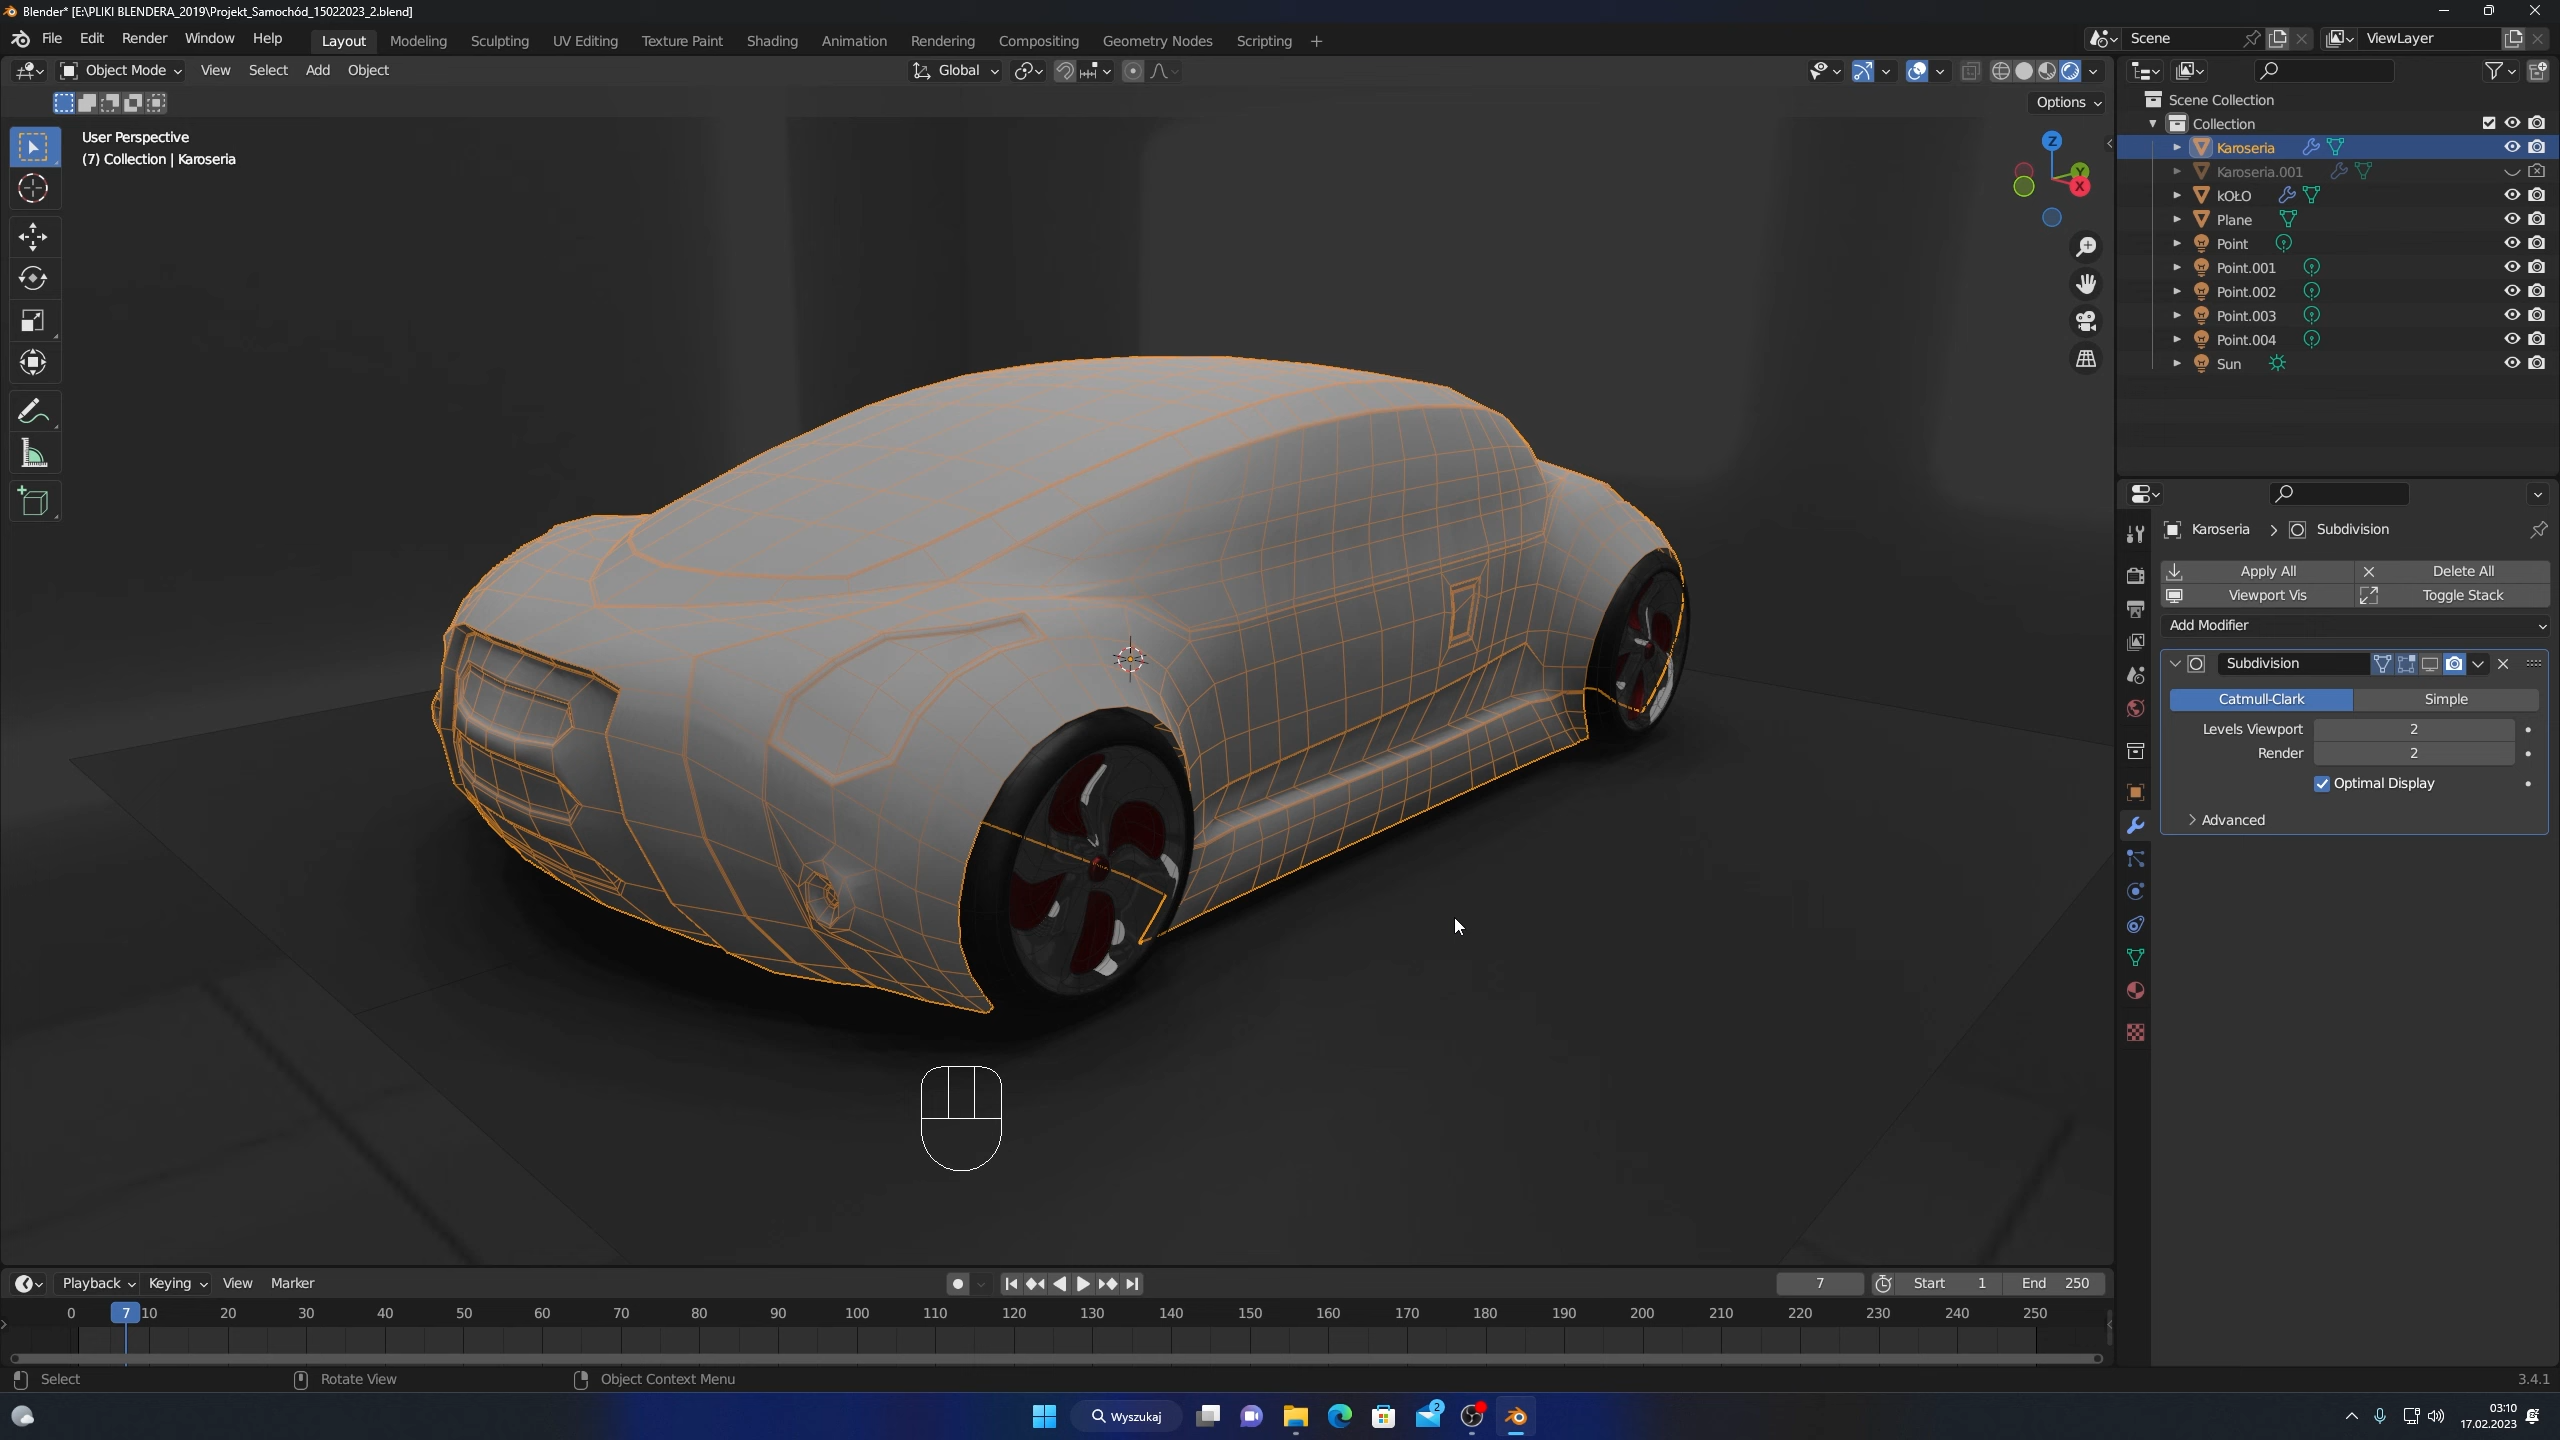 Blender* [E:\PLIKI BLENDERA_2019\Projekt_Samochód_15022023_2.blend]
File Edit Render Window Help Layout Modeling Sculpting UV Editing Texture Paint Shading Animation Rendering Compositing Geometry Nodes Scripting + Scene ViewLayer
Object Mode View Select Add Object Global
Options
User Perspective
(7) Collection | Karoseria
Z
Y
X
Scene Collection
Collection
Karoseria
Karoseria.001
kOŁO
Plane
Point
Point.001
Point.002
Point.003
Point.004
Sun
Karoseria > Subdivision
Apply All Delete All
Viewport Vis Toggle Stack
Add Modifier
Subdivision
Catmull-Clark Simple
Levels Viewport 2
Render 2
Optimal Display
Advanced
Playback Keying View Marker 7 Start 1 End 250
0 7 10 20 30 40 50 60 70 80 90 100 110 120 130 140 150 160 170 180 190 200 210 220 230 240 250
Select Rotate View Object Context Menu 3.4.1
Wyszukaj 2 03:10
17.02.2023